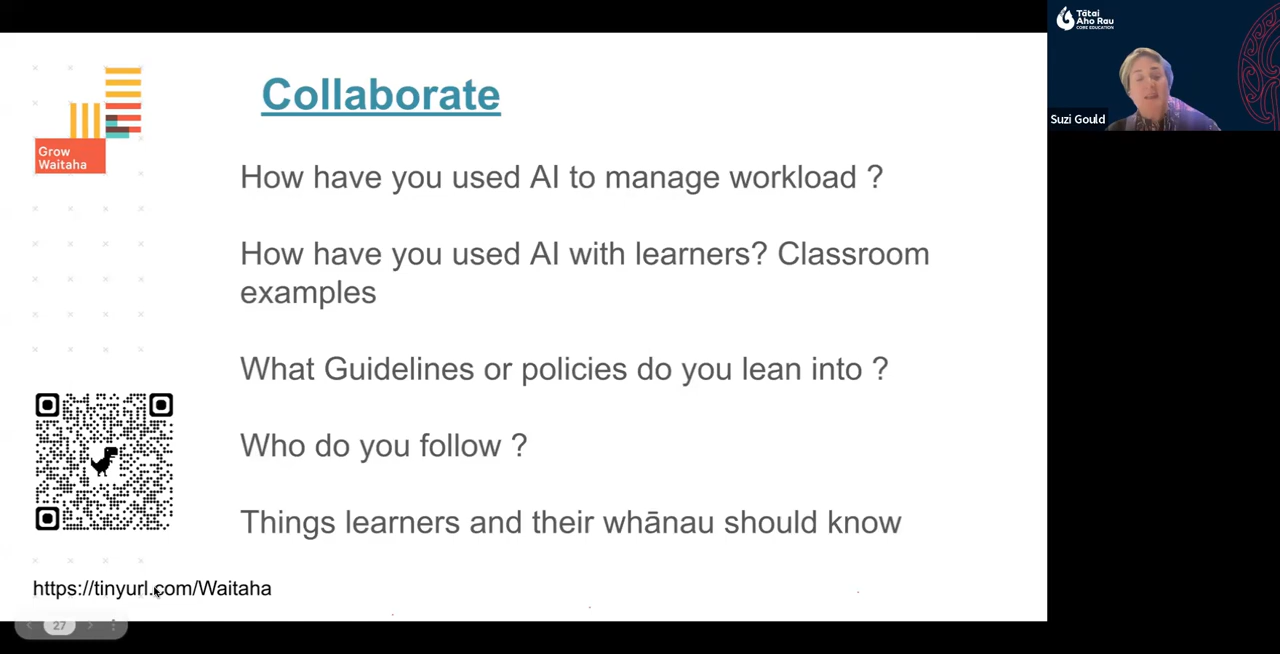 Collaborate
Grow
Waitaha
How have you used AI to manage workload ?
How have you used AI with learners? Classroom
examples
What Guidelines or policies do you lean into ?
Who do you follow ?
Things learners and their whānau should know
https://tinyurl.com/Waitaha
27
Tātai
Aho Rau
CORE EDUCATION
Suzi Gould